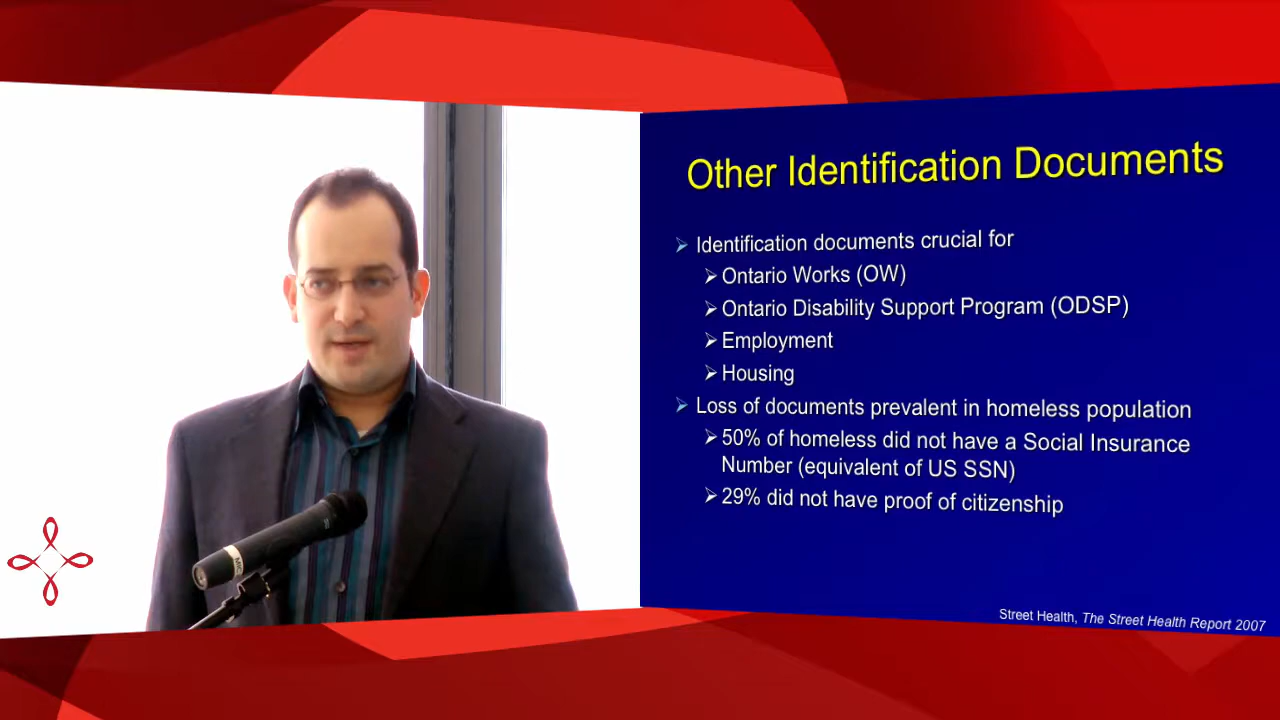 Other Identification Documents
Identification documents crucial for
Ontario Works (OW)
Ontario Disability Support Program (ODSP)
Employment
Housing
Loss of documents prevalent in homeless population
50% of homeless did not have a Social Insurance
Number (equivalent of US SSN)
29% did not have proof of citizenship
Street Health, The Street Health Report 2007